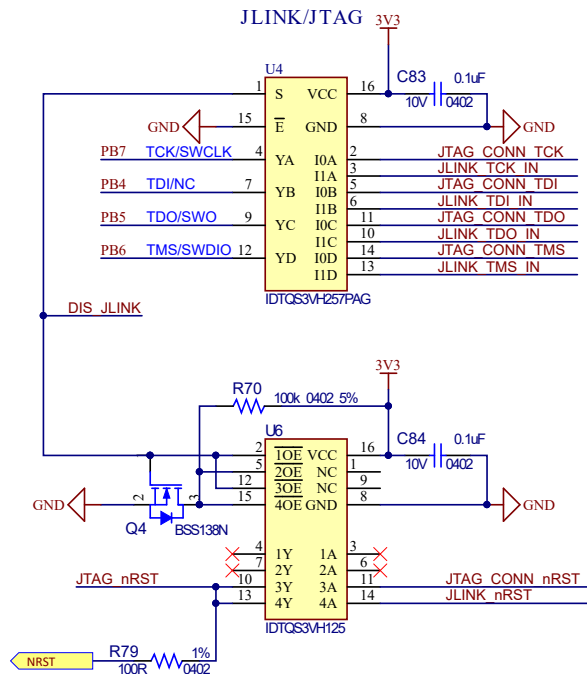 JLINK/JTAG
3V3
U4
1 S VCC 16
C83 0.1uF
10V 0402
GND 15 E GND 8 GND
PB7 TCK/SWCLK 4 YA I0A 2 JTAG_CONN_TCK
I1A 3 JLINK_TCK_IN
PB4 TDI/NC 7 YB I0B 5 JTAG_CONN_TDI
I1B 6 JLINK_TDI_IN
PB5 TDO/SWO 9 YC I0C 11 JTAG_CONN_TDO
I1C 10 JLINK_TDO_IN
PB6 TMS/SWDIO 12 YD I0D 14 JTAG_CONN_TMS
I1D 13 JLINK_TMS_IN
IDTQS3VH257PAG
DIS_JLINK
3V3
R70
100k 0402 5%
U6
2 1OE VCC 16
C84 0.1uF
10V 0402
5 2OE NC 1
12 3OE NC 9
15 4OE GND 8
GND 2 3 GND
Q4 BSS138N
4 1Y 1A 3
7 2Y 2A 6
JTAG_nRST 10 3Y 3A 11 JTAG_CONN_nRST
13 4Y 4A 14 JLINK_nRST
IDTQS3VH125
NRST R79 1%
100R 0402